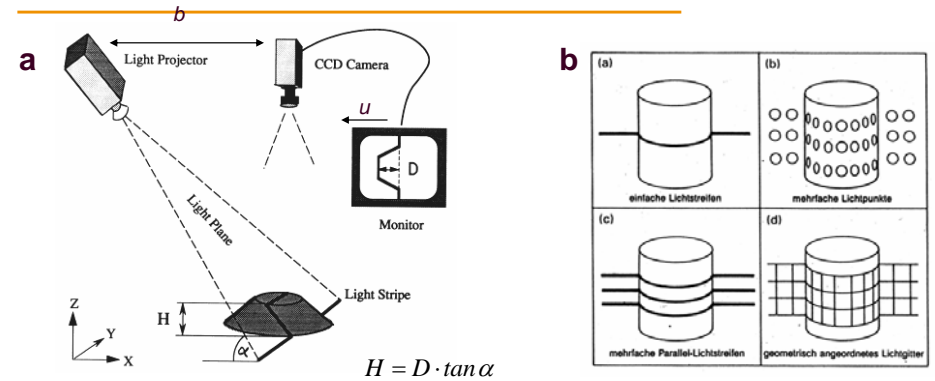 b
a
Light Projector
CCD Camera
u
D
Monitor
Light Plane
Light Stripe
Z
Y
X
H
α
H = D · tan α
b
(a)
einfache Lichtstreifen
(b)
mehrfache Lichtpunkte
(c)
mehrfache Parallel-Lichtstreifen
(d)
geometrisch angeordnetes Lichtgitter